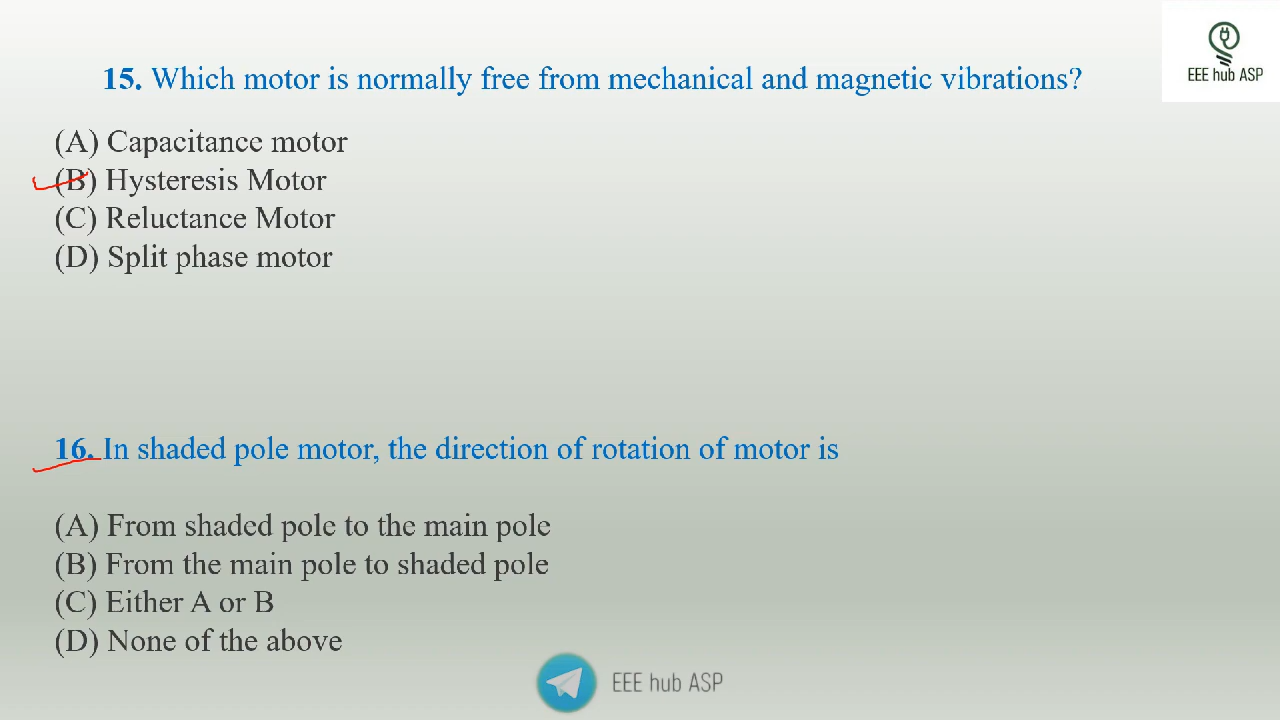 EEE hub ASP
15. Which motor is normally free from mechanical and magnetic vibrations?
(A) Capacitance motor
(B) Hysteresis Motor
(C) Reluctance Motor
(D) Split phase motor
16. In shaded pole motor, the direction of rotation of motor is
(A) From shaded pole to the main pole
(B) From the main pole to shaded pole
(C) Either A or B
(D) None of the above
EEE hub ASP